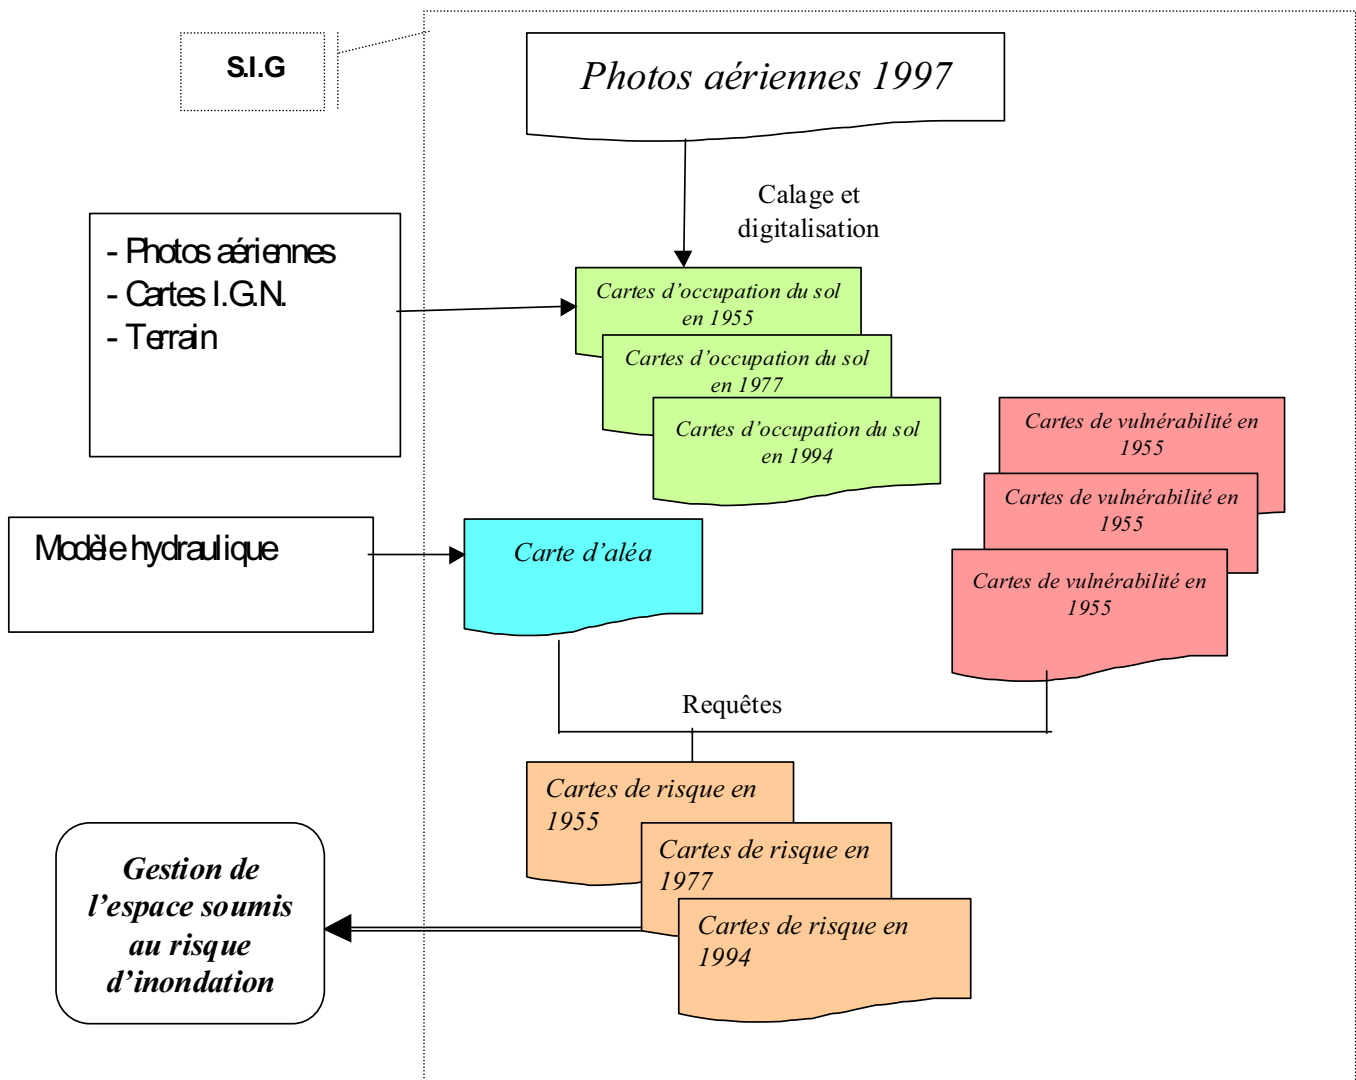 S.I.G
Photos aériennes 1997
Calage et
digitalisation
- Photos aériennes
- Cartes I.G.N.
- Terrain
Cartes d'occupation du sol
en 1955
Cartes d'occupation du sol
en 1977
Cartes d'occupation du sol
en 1994
Cartes de vulnérabilité en
1955
Cartes de vulnérabilité en
1955
Cartes de vulnérabilité en
1955
Modèle hydraulique
Carte d'aléa
Requêtes
Cartes de risque en
1955
Cartes de risque en
1977
Cartes de risque en
1994
Gestion de
l'espace soumis
au risque
d'inondation